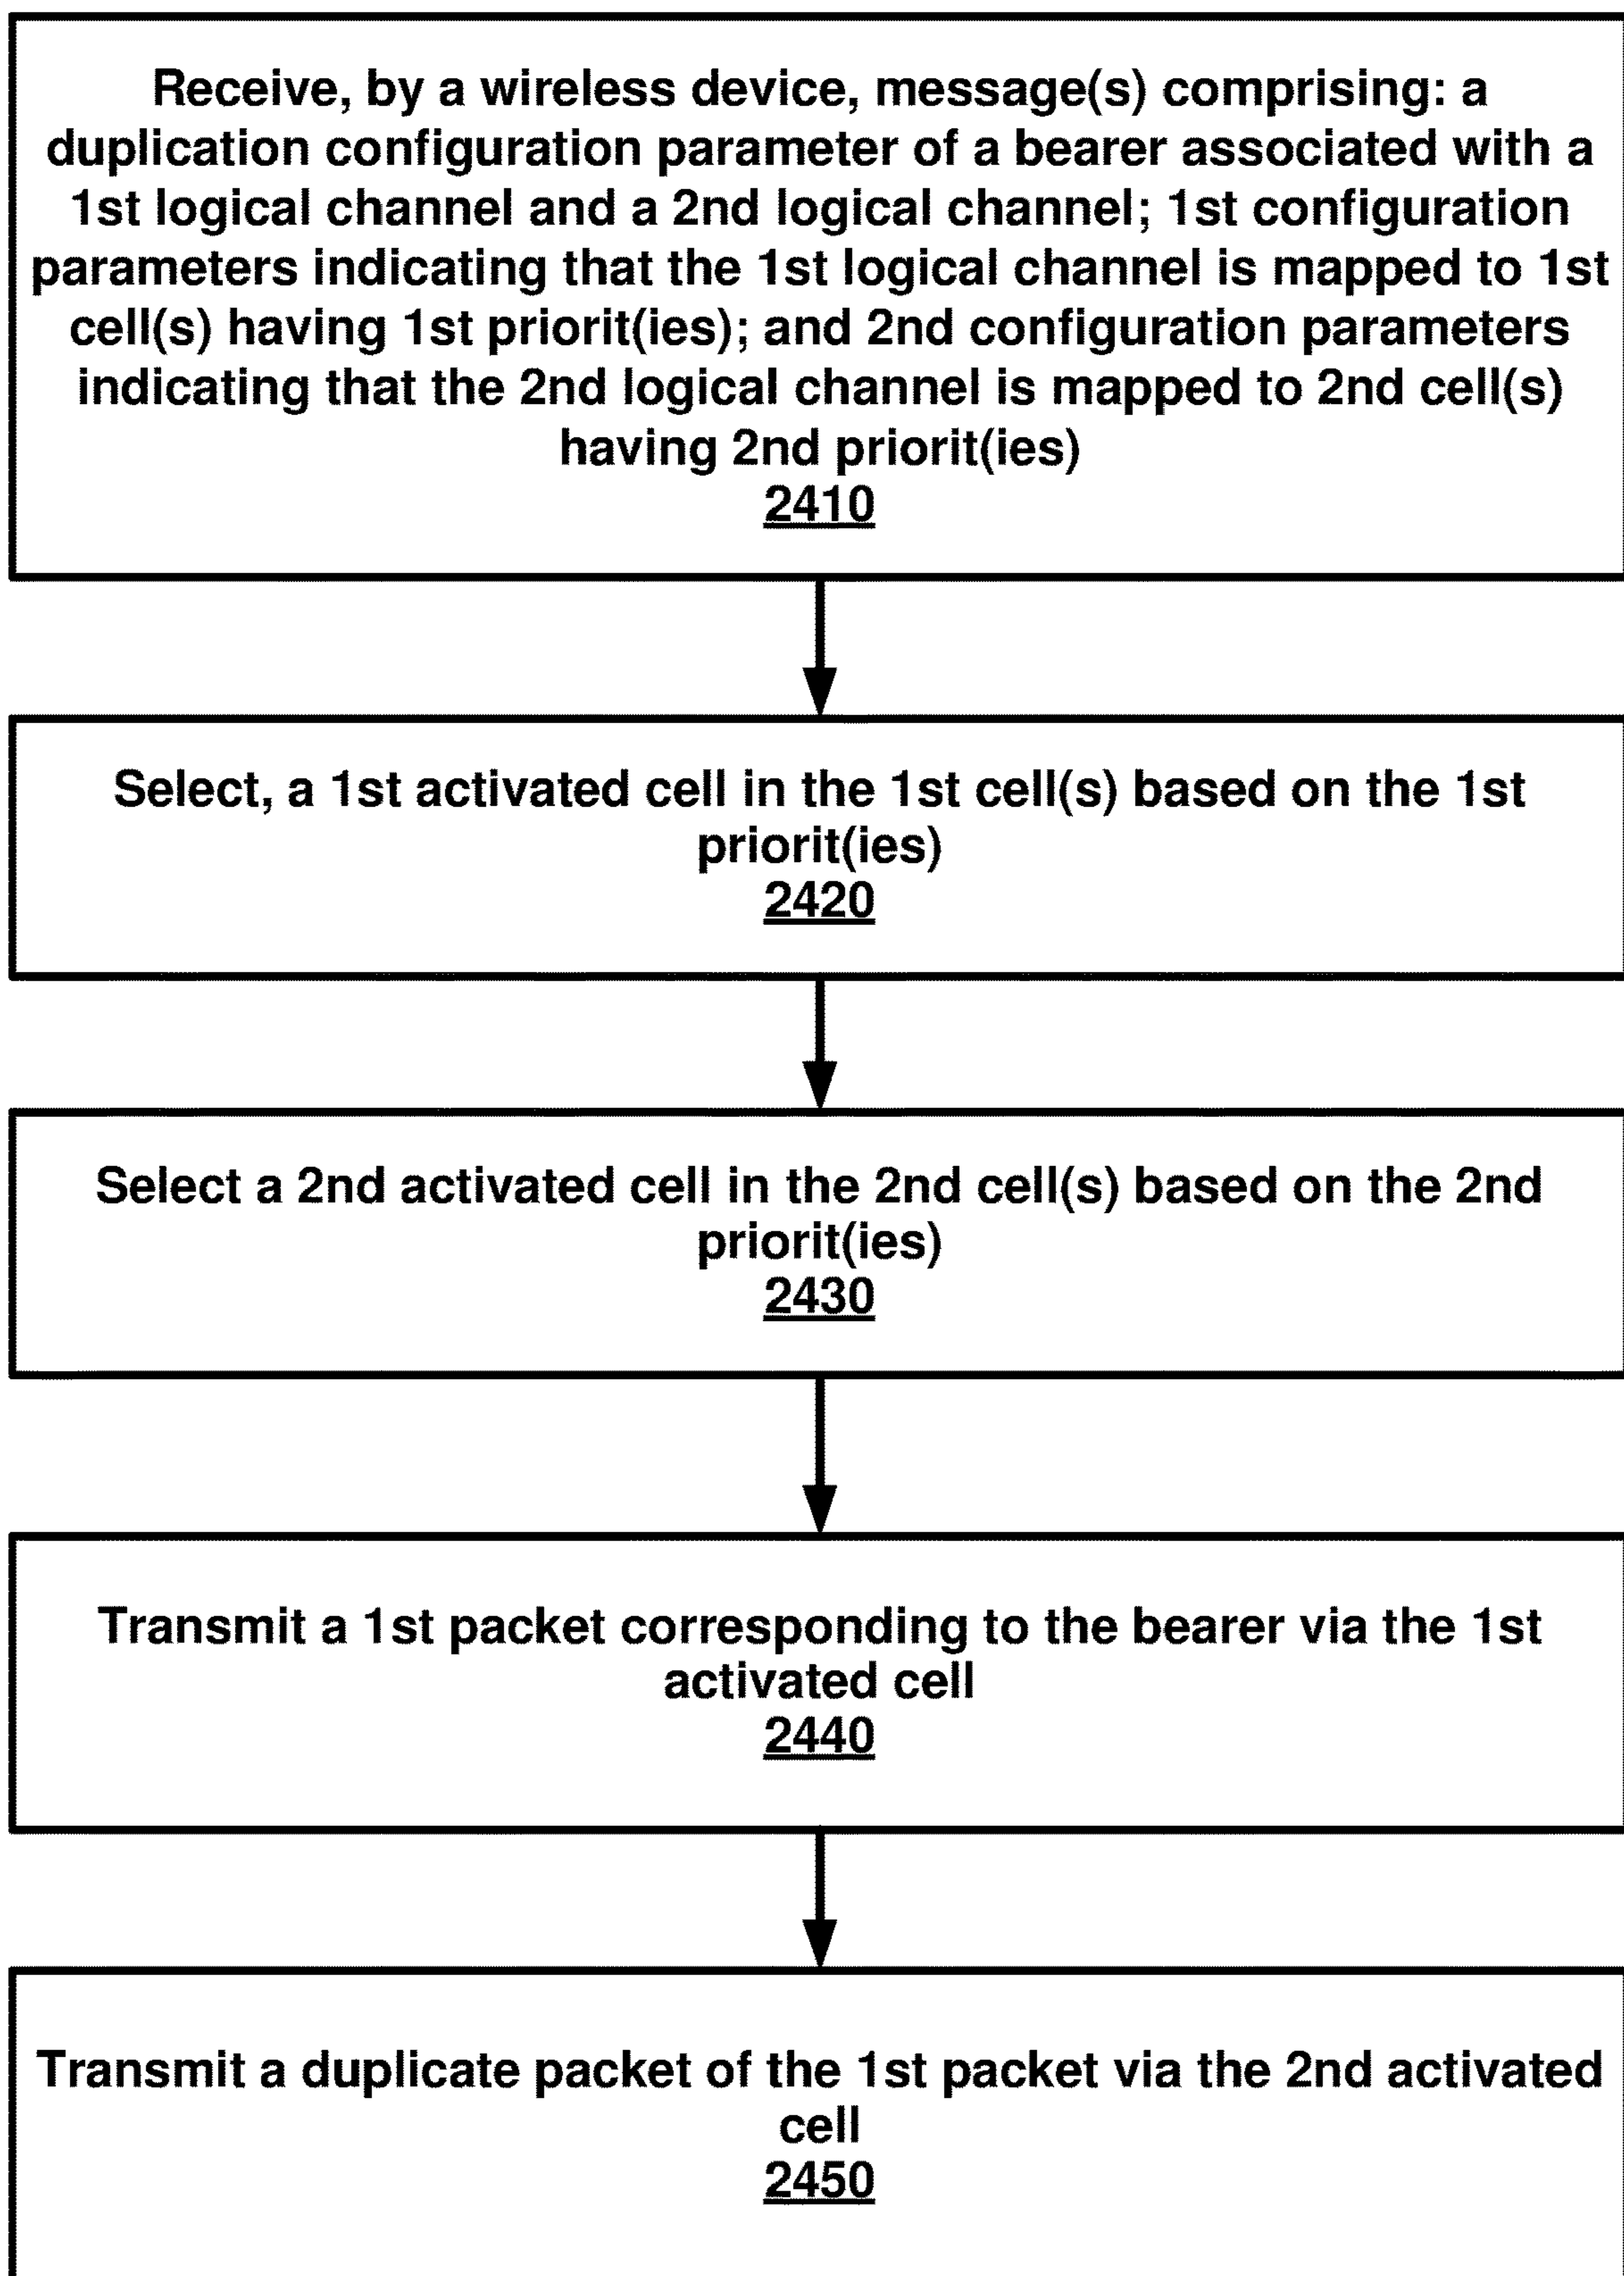 Receive, by a wireless device, message(s) comprising: a
duplication configuration parameter of a bearer associated with a
1st logical channel and a 2nd logical channel; 1st configuration
parameters indicating that the 1st logical channel is mapped to 1st
cell(s) having 1st priorit(ies); and 2nd configuration parameters
indicating that the 2nd logical channel is mapped to 2nd cell(s)
having 2nd priorit(ies)
2410
Select, a 1st activated cell in the 1st cell(s) based on the 1st
priorit(ies)
2420
Select a 2nd activated cell in the 2nd cell(s) based on the 2nd
priorit(ies)
2430
Transmit a 1st packet corresponding to the bearer via the 1st
activated cell
2440
Transmit a duplicate packet of the 1st packet via the 2nd activated
cell
2450